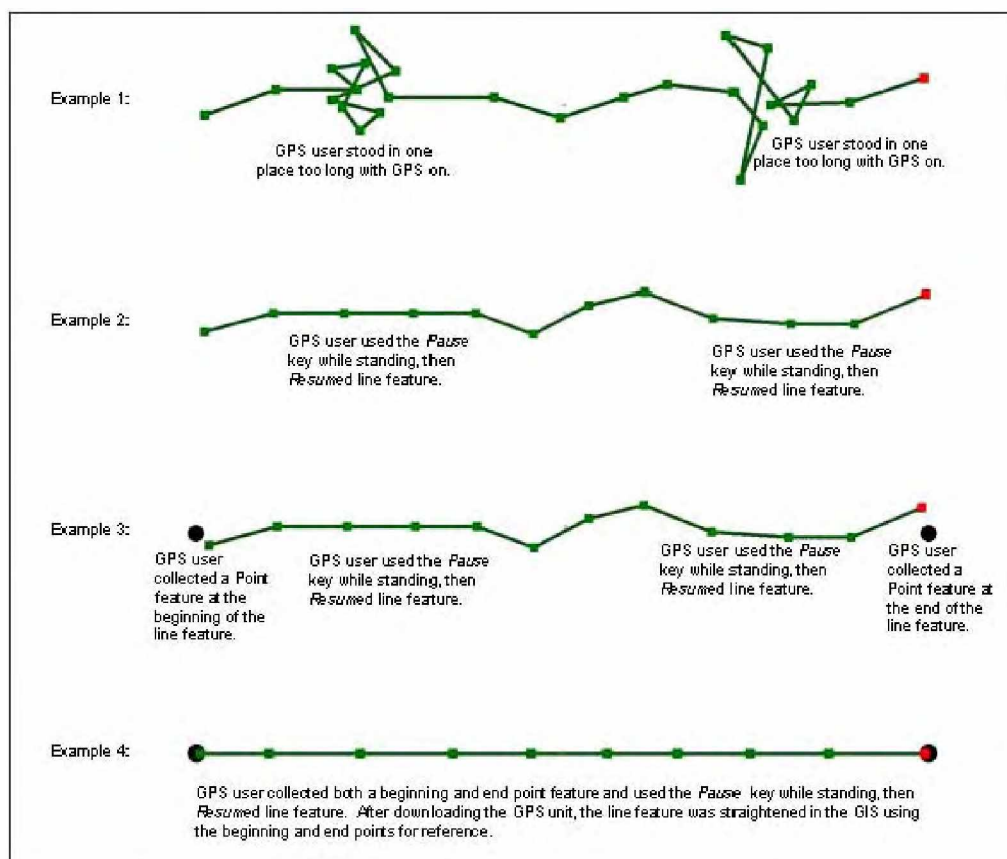 Example 1:
GPS user stood in one
place too long with GPS on.
GPS user stood in one
place too long with GPS on.
Example 2:
GPS user used the Pause
key while standing, then
Resumed line feature.
GPS user used the Pause
key while standing, then
Resumed line feature.
Example 3:
GPS user
collected a Point
feature at the
beginning of the
line feature.
GPS user used the Pause
key while standing, then
Resumed line feature.
GPS user used the Pause
key while standing, then
Resumed line feature.
GPS user
collected a
Point feature at
the end of the
line feature.
Example 4:
GPS user collected both a beginning and end point feature and used the Pause key while standing, then
Resumed line feature. After downloading the GPS unit, the line feature was straightened in the GIS using
the beginning and end points for reference.